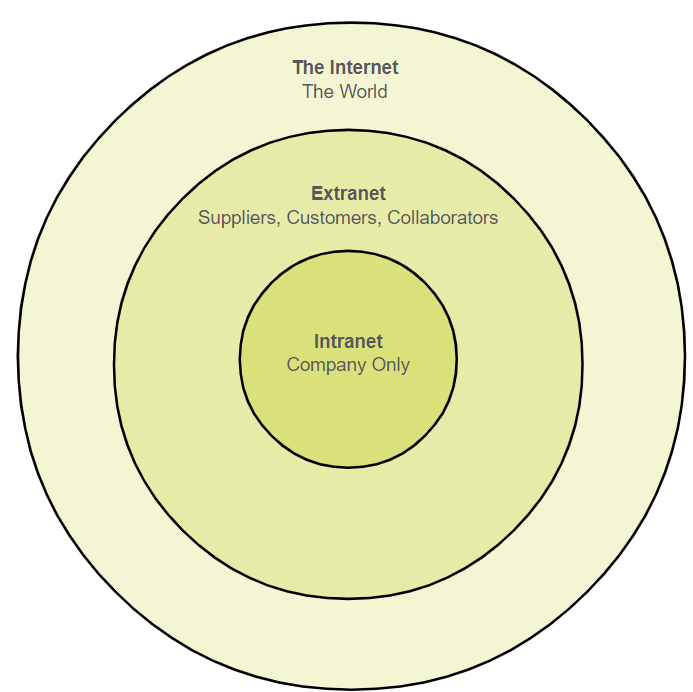 The Internet
The World
Extranet
Suppliers, Customers, Collaborators
Intranet
Company Only